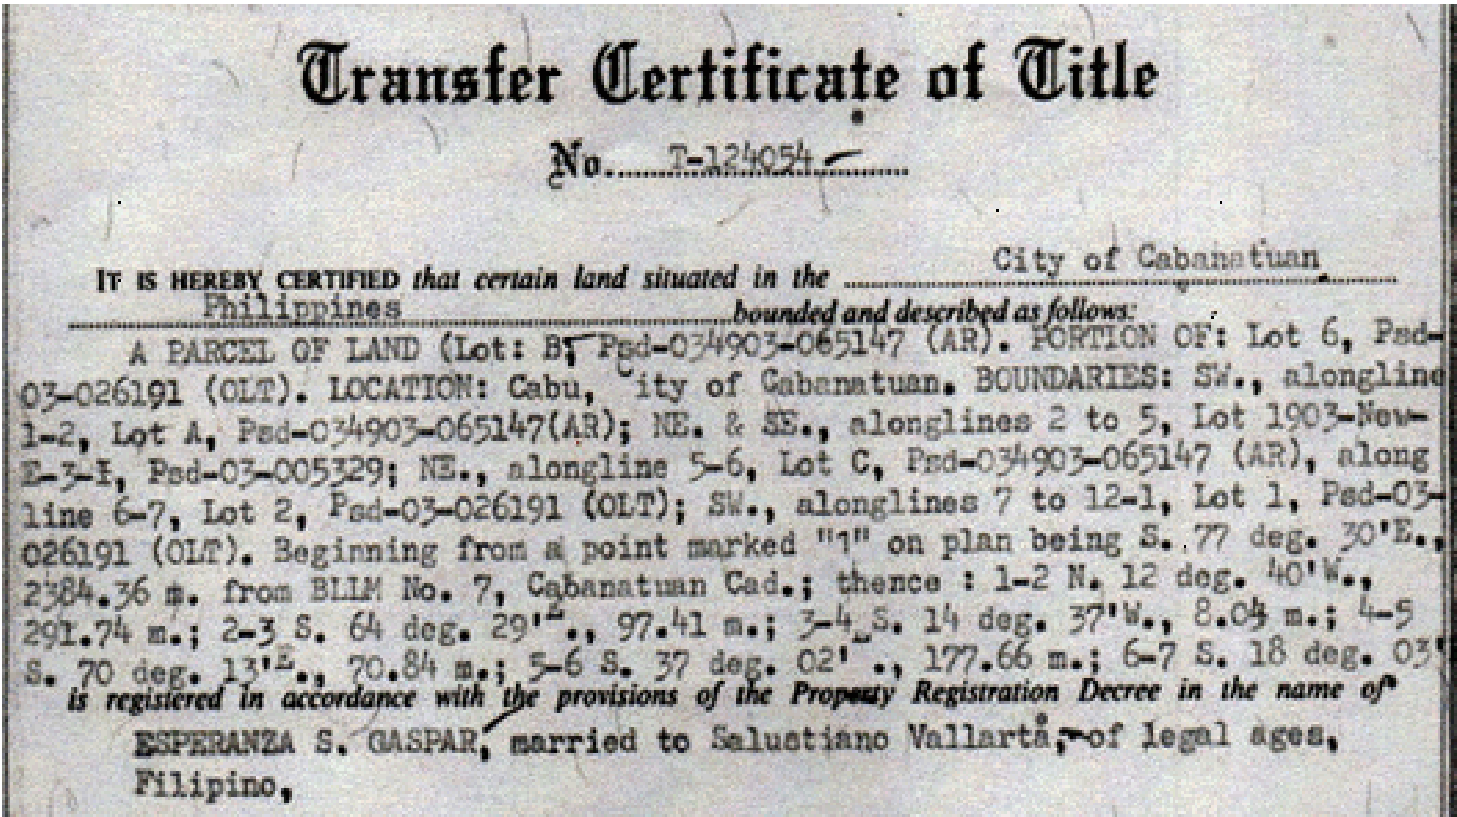 Transfer Certificate of Title
No. T-124054
City of Cabanatuan
IT IS HEREBY CERTIFIED that certain land situated in the
Philippines bounded and described as follows:
A PARCEL OF LAND (Lot: B, Psd-034903-065147 (AR). PORTION OF: Lot 6, Psd-
03-026191 (OLT). LOCATION: Cabu, City of Cabanatuan. BOUNDARIES: SW., alongline
1-2, Lot A, Psd-034903-065147(AR); NE. & SE., alonglines 2 to 5, Lot 1903-New-
Psd-03-005329; NE., alongline 5-6, Lot C, Psd-034903-065147 (AR), along
line 6-7, Lot 2, Psd-03-026191 (OLT); SW., alonglines 7 to 12-1, Lot 1, Psd-03-
026191 (OLT). Beginning from a point marked "1" on plan being S. 77 deg. 30'E.,
2384.36 m. from BLLM No. 7, Cabanatuan Cad.; thence : 1-2 N. 12 deg. 40'W.,
291.74 m.; 2-3 S. 64 deg. 29'E., 97.41 m.; 3-4 S. 14 deg. 37'W., 8.04 m.; 4-5
S. 70 deg. 13'E., 70.84 m.; 5-6 S. 37 deg. 02' ., 177.66 m.; 6-7 S. 18 deg. 03'
is registered in accordance with the provisions of the Property Registration Decree in the name of
ESPERANZA S. GASPAR, married to Salustiano Vallarta, of legal ages,
Filipino,